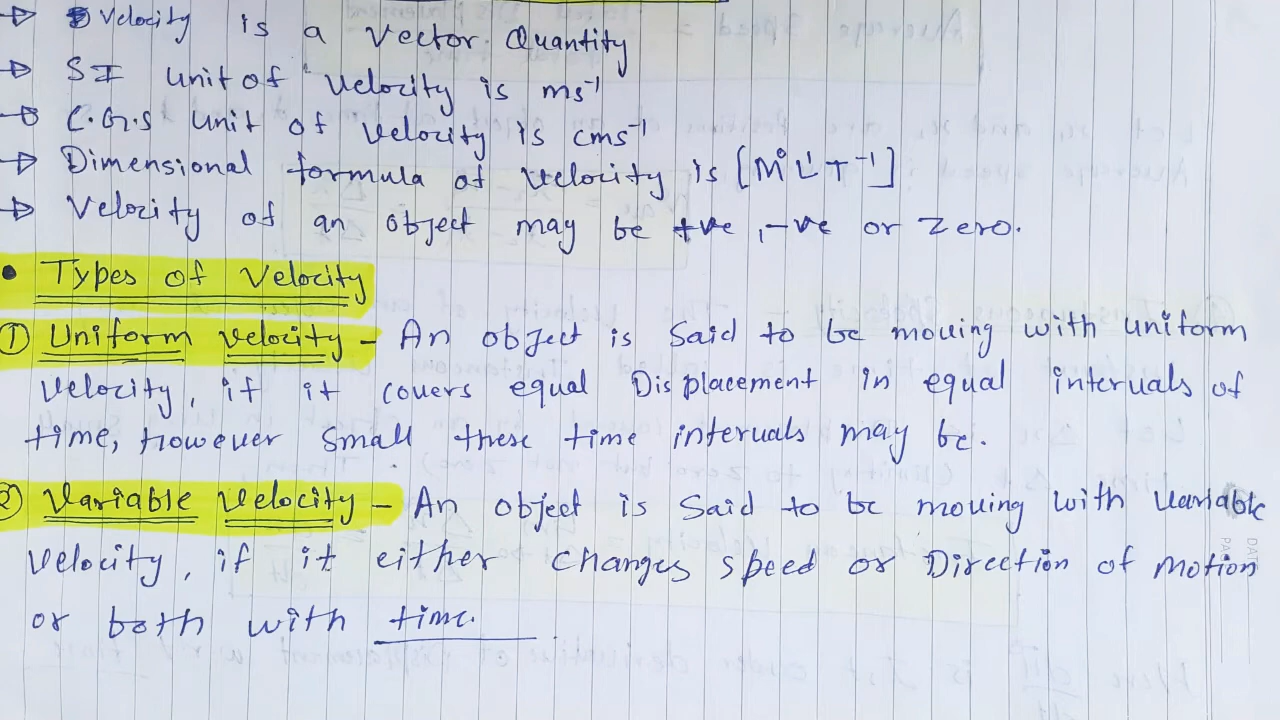 → Velocity is a Vector Quantity
→ SI Unit of Velocity is ms⁻¹
→ C.G.S Unit of Velocity is cms⁻¹
→ Dimensional formula of Velocity is [M⁰L¹T⁻¹]
→ Velocity of an object may be +ve, -ve or Zero.
• Types of Velocity
① Uniform Velocity - An object is Said to be moving with uniform
Velocity, if it covers equal Displacement in equal intervals of
time, however Small these time intervals may be.
② Variable Velocity - An object is Said to be moving with Variable
Velocity, if it either changes speed or Direction of motion
or both with time.